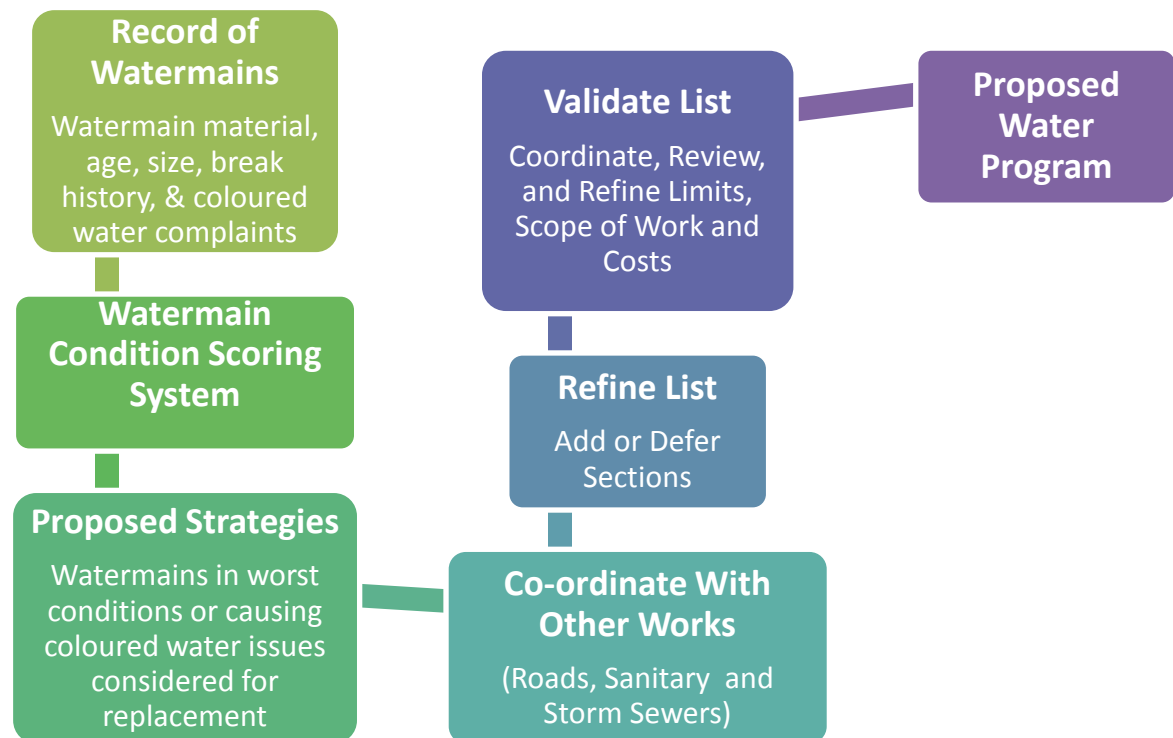 Record of
Watermains
Watermain material,
age, size, break
history, & coloured
water complaints
Watermain
Condition Scoring
System
Proposed Strategies
Watermains in worst
conditions or causing
coloured water issues
considered for
replacement
Co-ordinate With
Other Works
(Roads, Sanitary and
Storm Sewers)
Refine List
Add or Defer
Sections
Validate List
Coordinate, Review,
and Refine Limits,
Scope of Work and
Costs
Proposed
Water
Program